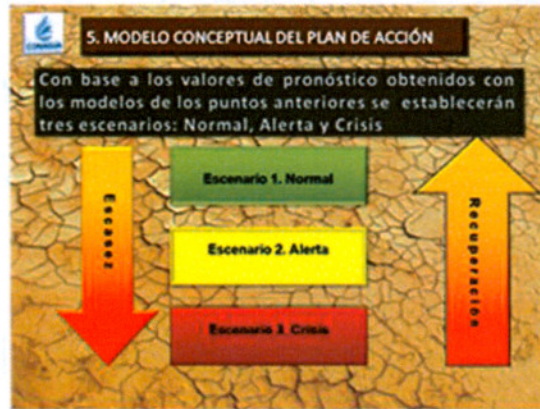 CONAGUA
5. MODELO CONCEPTUAL DEL PLAN DE ACCIÓN
Con base a los valores de pronóstico obtenidos con
los modelos de los puntos anteriores se establecerán
tres escenarios: Normal, Alerta y Crisis
Escasez
Escenario 1. Normal
Escenario 2. Alerta
Escenario 3. Crisis
Recuperación